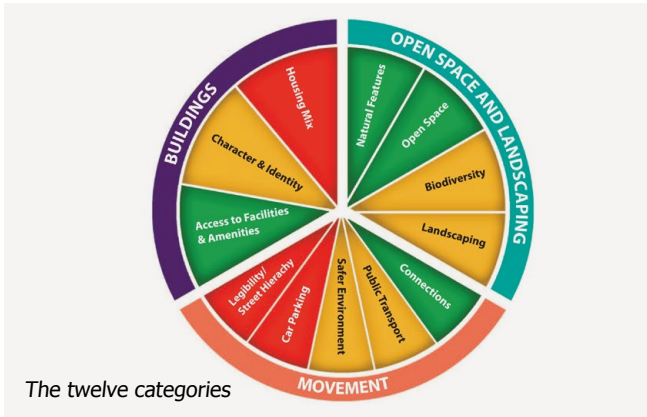 BUILDINGS
OPEN SPACE AND LANDSCAPING
MOVEMENT
Housing Mix
Character & Identity
Access to Facilities
& Amenities
Natural Features
Open Space
Biodiversity
Landscaping
Connections
Public Transport
Safer Environment
Car Parking
Legibility/
Street Hierachy
The twelve categories